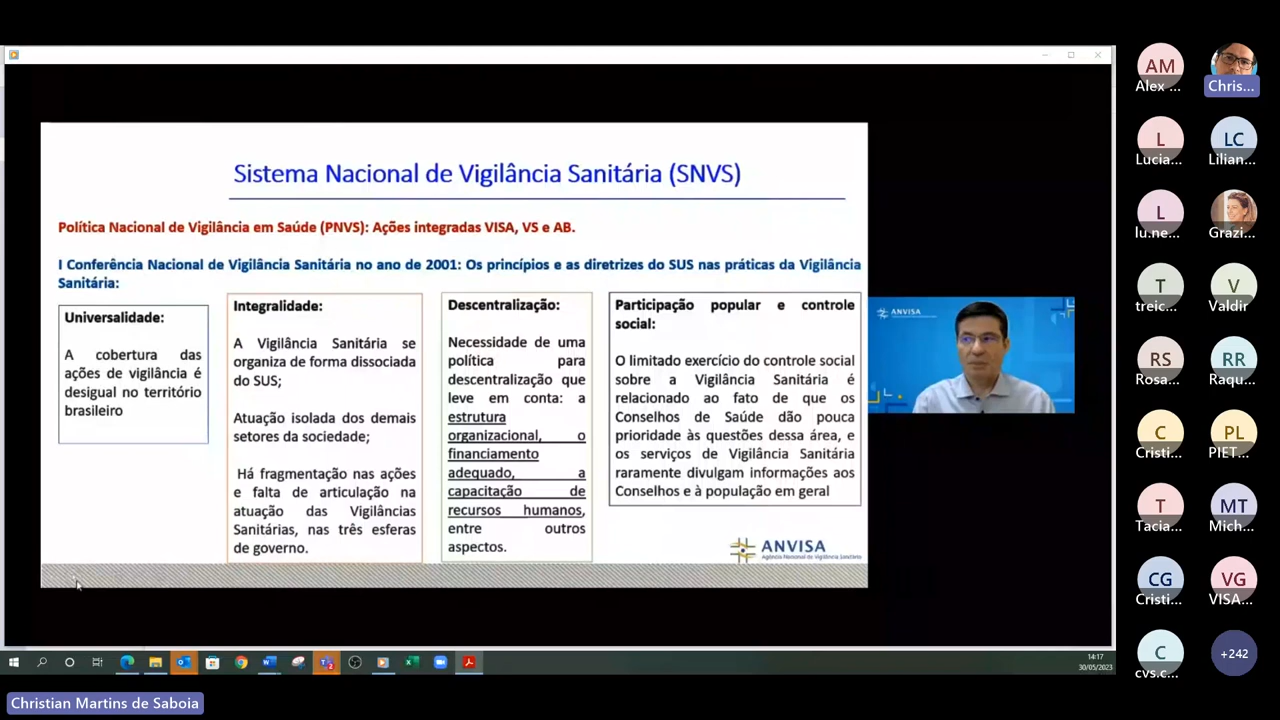 Sistema Nacional de Vigilância Sanitária (SNVS)
Política Nacional de Vigilância em Saúde (PNVS): Ações integradas VISA, VS e AB.
I Conferência Nacional de Vigilância Sanitária no ano de 2001: Os princípios e as diretrizes do SUS nas práticas da Vigilância
Sanitária:
Universalidade:
A cobertura das
ações de vigilância é
desigual no território
brasileiro
Integralidade:
A Vigilância Sanitária se
organiza de forma dissociada
do SUS;
Atuação isolada dos demais
setores da sociedade;
Há fragmentação nas ações
e falta de articulação na
atuação das Vigilâncias
Sanitárias, nas três esferas
de governo.
Descentralização:
Necessidade de uma
política para
descentralização que
leve em conta: a
estrutura
organizacional, o
financiamento
adequado, a
capacitação de
recursos humanos,
entre outros
aspectos.
Participação popular e controle
social:
O limitado exercício do controle social
sobre a Vigilância Sanitária é
relacionado ao fato de que os
Conselhos de Saúde dão pouca
prioridade às questões dessa área, e
os serviços de Vigilância Sanitária
raramente divulgam informações aos
Conselhos e à população em geral
ANVISA
Agência Nacional de Vigilância Sanitária
ANVISA
AM
Alex ...
Chris...
L
Lucia...
LC
Lilian...
L
lu.ne...
Grazi...
T
treic...
V
Valdir
RS
Rosa...
RR
Raqu...
C
Cristi...
PL
PIET...
T
Tacia...
MT
Mich...
CG
Cristi...
VG
VISA...
C
cvs.c...
+242
14:17
30/05/2023
Christian Martins de Saboia